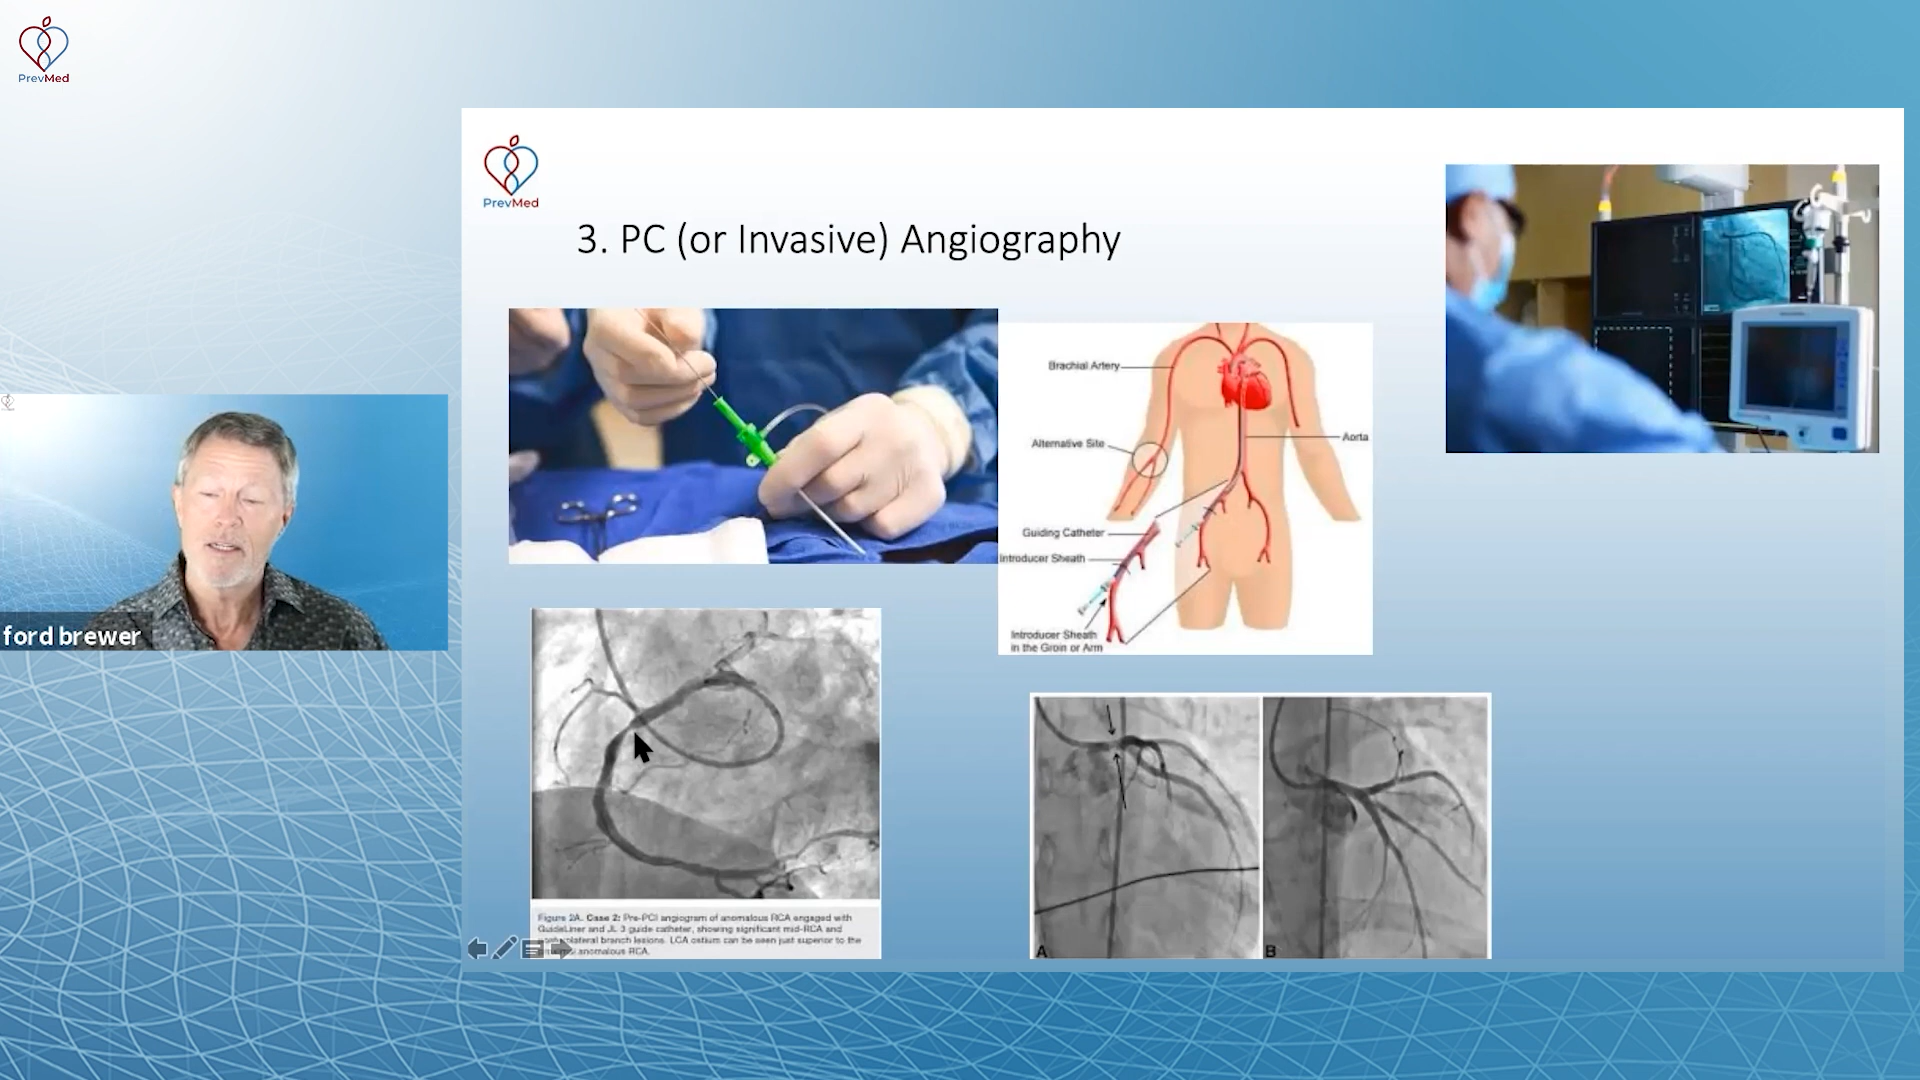 PrevMed
PrevMed
3. PC (or Invasive) Angiography
ford brewer
Brachial Artery
Alternative Site
Aorta
Guiding Catheter
Introducer Sheath
Introducer Sheath
in the Groin or Arm
Figure 2A. Case 2: Pre-PCI angiogram of anomalous RCA engaged with
GuideLiner and JL 3 guide catheter, showing significant mid-RCA and
lateral branch lesions. LCA ostium can be seen just superior to the
anomalous RCA.
A
B